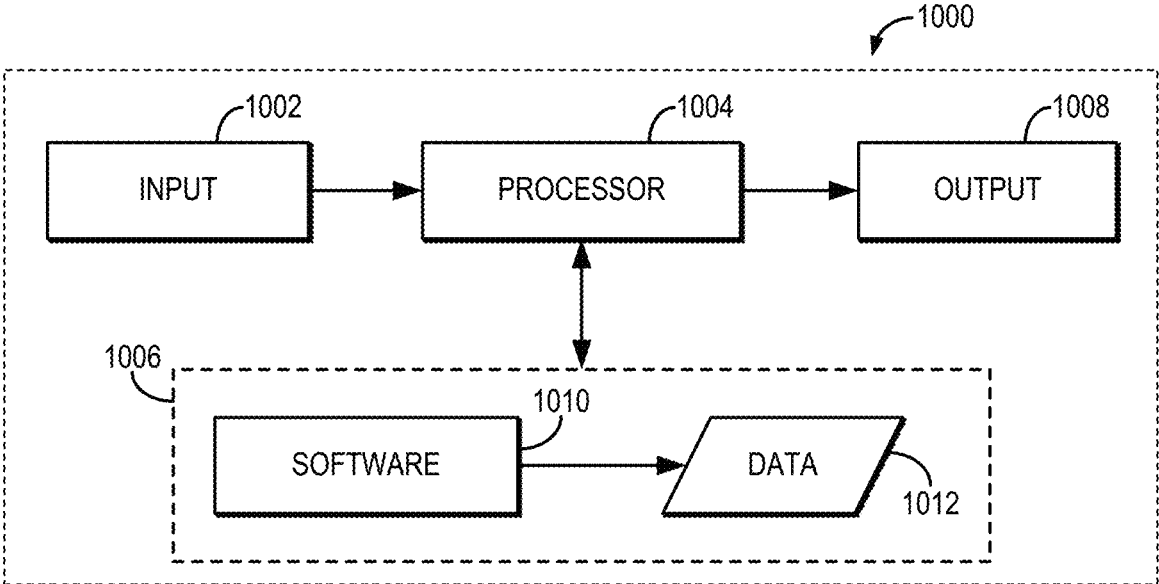 1000
1002
1004
1008
INPUT
PROCESSOR
OUTPUT
1006
1010
SOFTWARE
DATA
1012